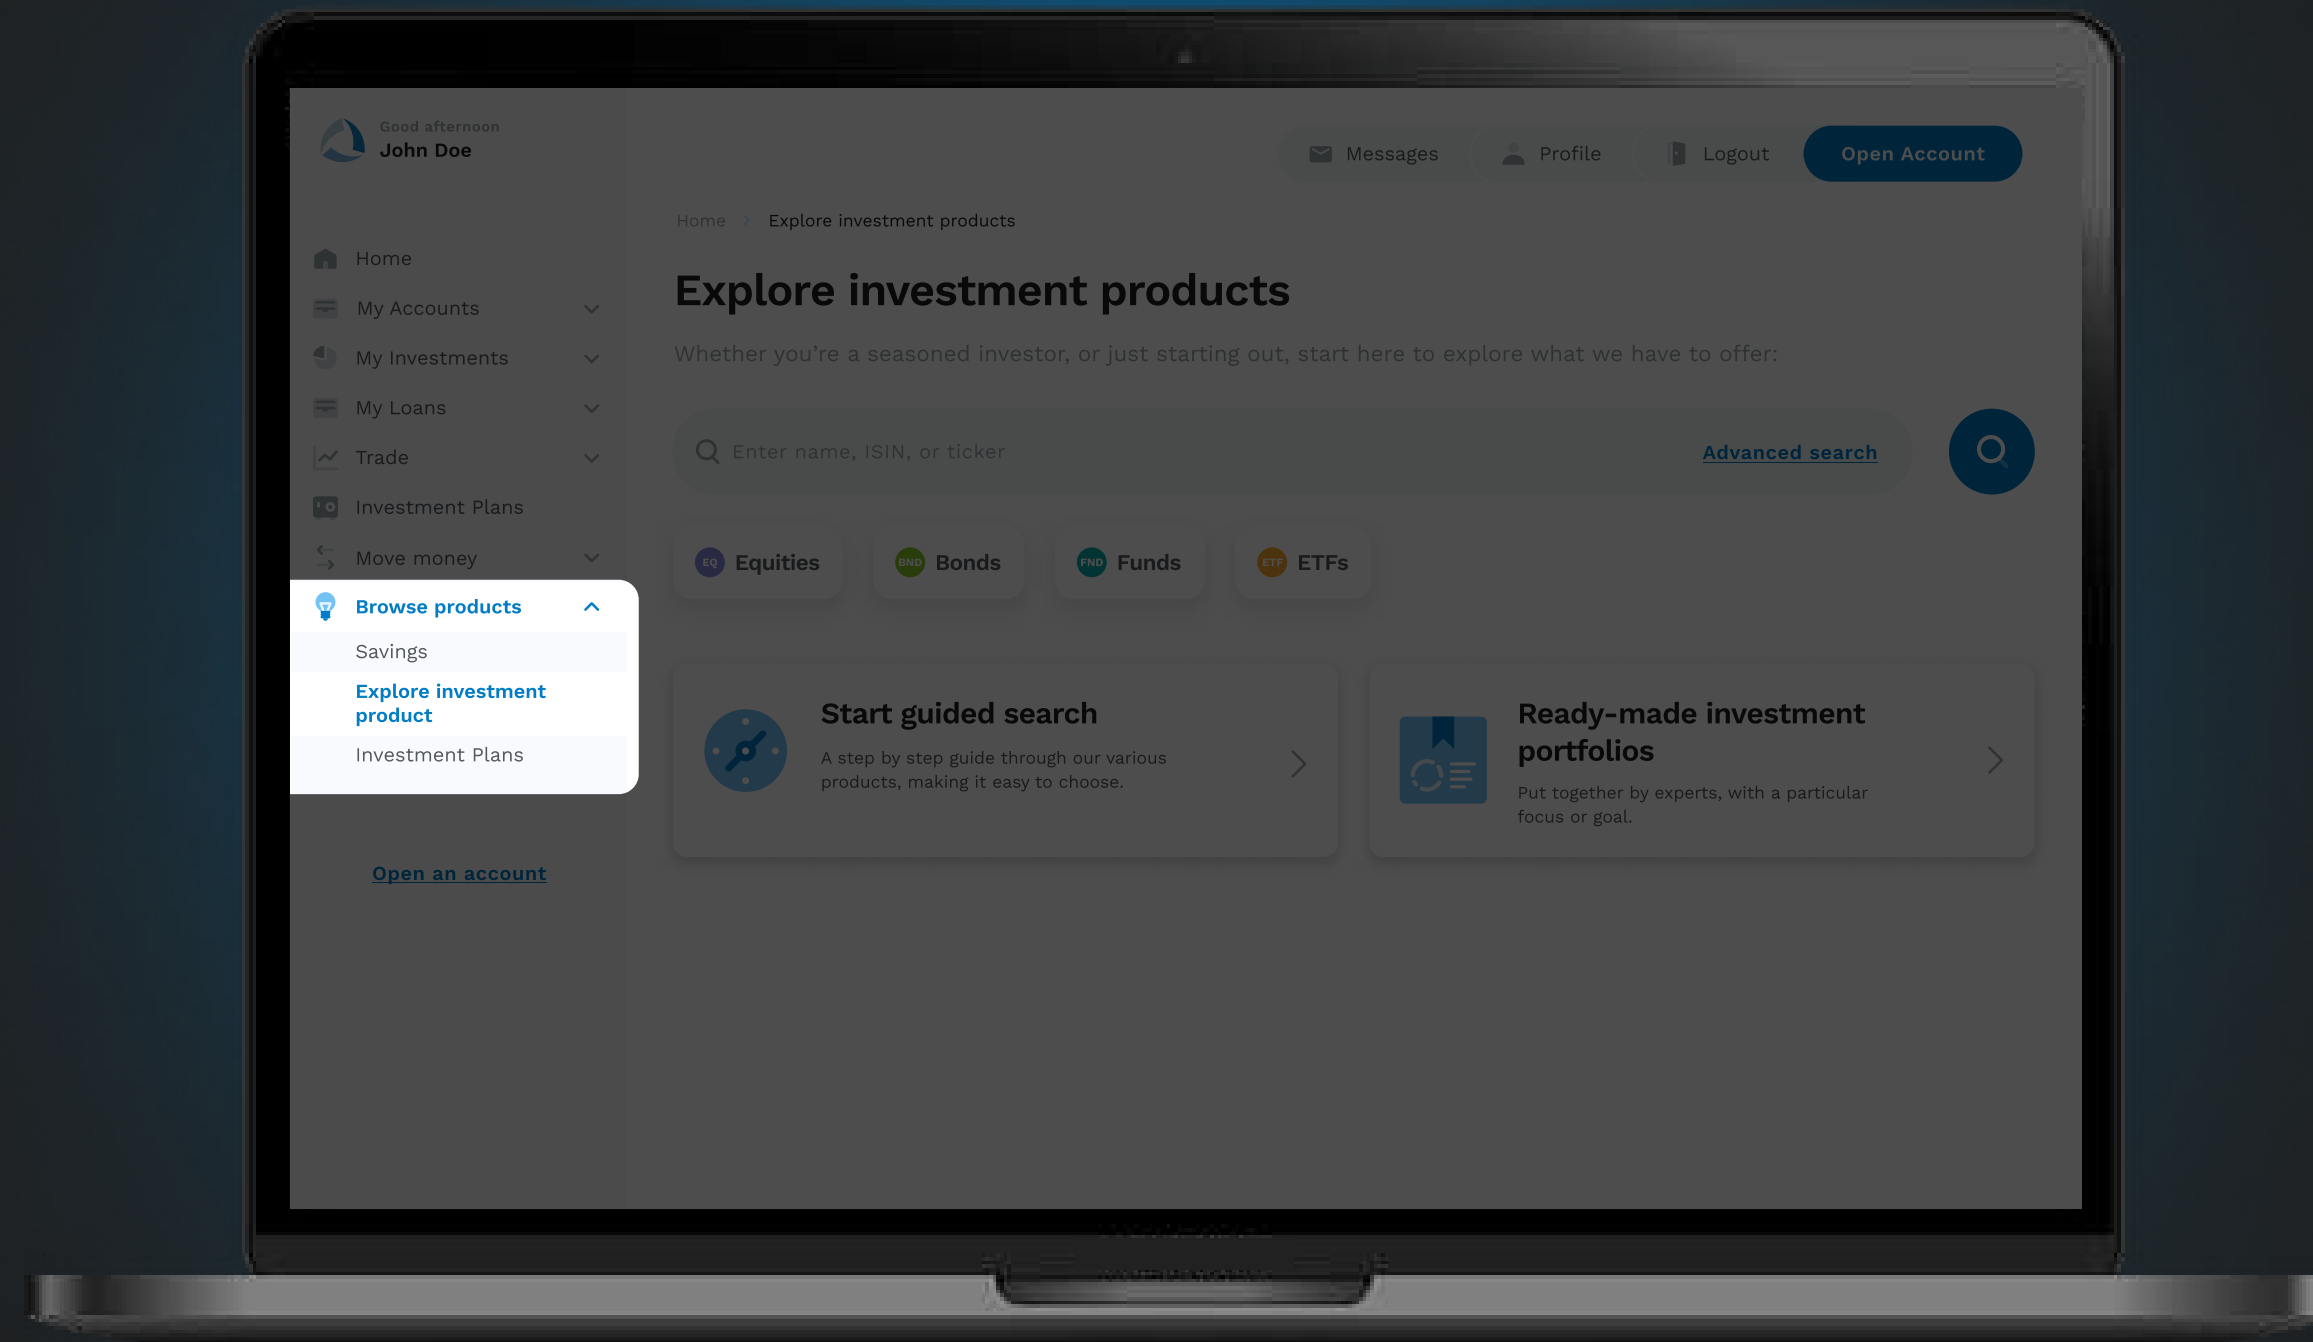 Good afternoon
John Doe
Messages
Profile
Logout
Open Account
Home
Explore investment products
Home
My Accounts
My Investments
My Loans
Trade
Investment Plans
Move money
Browse products
Savings
Explore investment
product
Investment Plans
Open an account
Explore investment products
Whether you’re a seasoned investor, or just starting out, start here to explore what we have to offer:
Enter name, ISIN, or ticker
Advanced search
EQ Equities
BND Bonds
FND Funds
ETF ETFs
Start guided search
A step by step guide through our various
products, making it easy to choose.
Ready-made investment
portfolios
Put together by experts, with a particular
focus or goal.